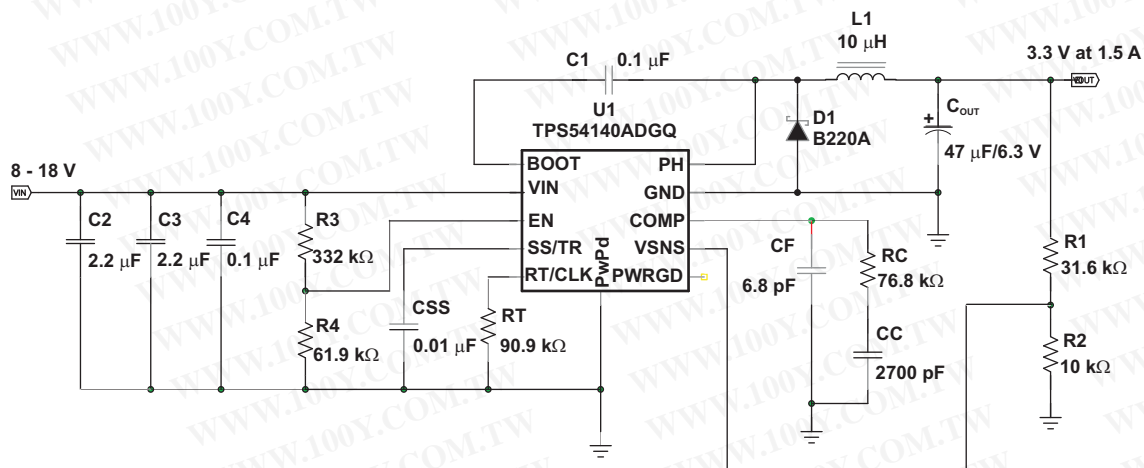 WWW.100Y.COM.TW
L1
10 μH
3.3 V at 1.5 A
C1
0.1 μF
U1
TPS54140ADGQ
D1
B220A
C_OUT
+
47 μF/6.3 V
8 - 18 V
VIN
BOOT
PH
VIN
GND
EN
COMP
SS/TR
VSNS
RT/CLK
PwPd
PWRGD
C2
2.2 μF
C3
2.2 μF
C4
0.1 μF
R3
332 kΩ
R4
61.9 kΩ
CSS
0.01 μF
RT
90.9 kΩ
CF
6.8 pF
RC
76.8 kΩ
CC
2700 pF
R1
31.6 kΩ
R2
10 kΩ